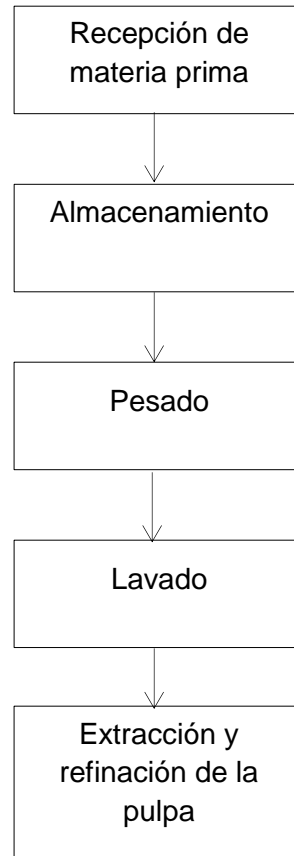 Recepción de
materia prima
Almacenamiento
Pesado
Lavado
Extracción y
refinación de la
pulpa